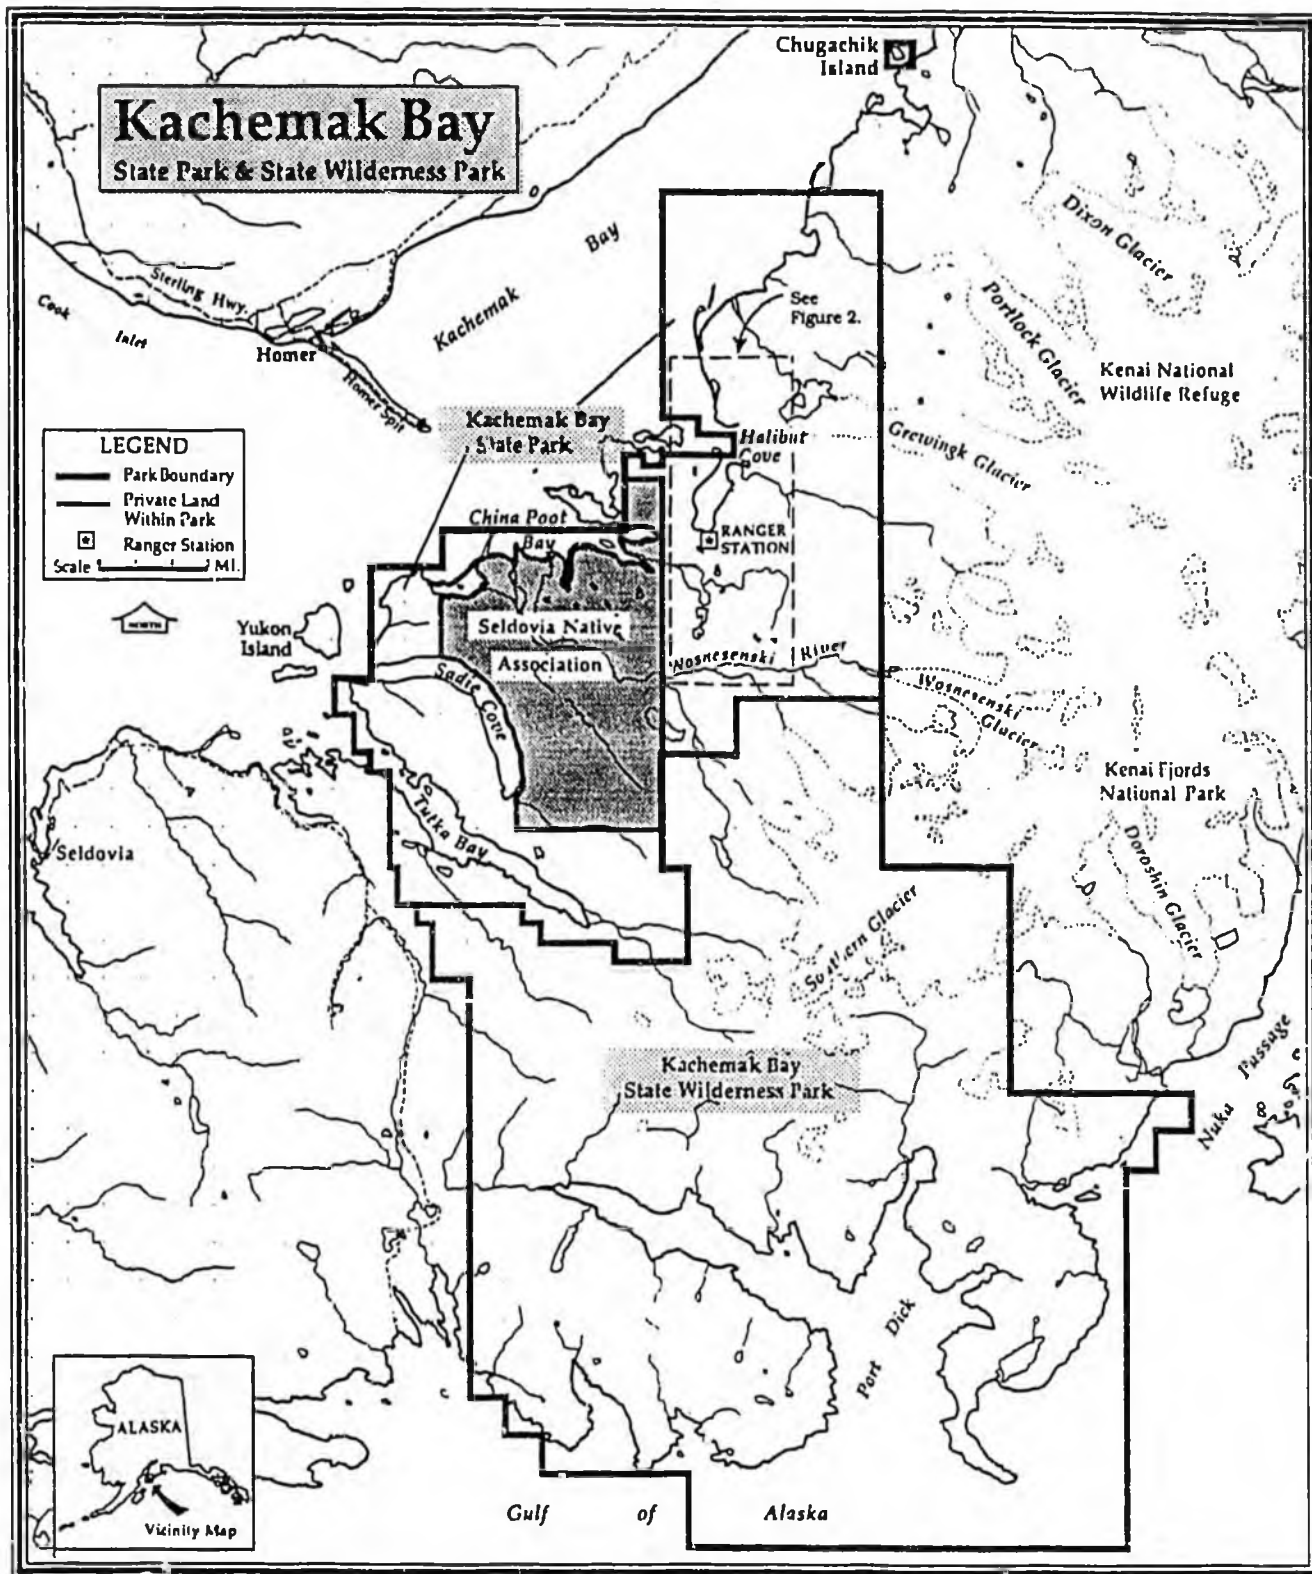 Kachemak Bay
State Park & State Wilderness Park
Chugachik
Island
Dixon Glacier
Portlock Glacier
Kenai National
Wildlife Refuge
Kachemak Bay
Sterling Hwy.
Cook Inlet
Homer
Homer Spit
See
Figure 2.
Kachemak Bay
State Park
Halibut
Cove
Grewingk Glacier
LEGEND
Park Boundary
Private Land
Within Park
Ranger Station
Scale MI.
NORTH
China Poot
Bay
RANGER
STATION
Yukon
Island
Seldovia Native
Association
Sadie Cove
Wosnesenski River
Wosnesenski
Glacier
Kenai Fjords
National Park
Tutka Bay
Seldovia
Doroshin Glacier
Southern Glacier
Kachemak Bay
State Wilderness Park
Nuka Passage
Port Dick
ALASKA
Vicinity Map
Gulf of Alaska